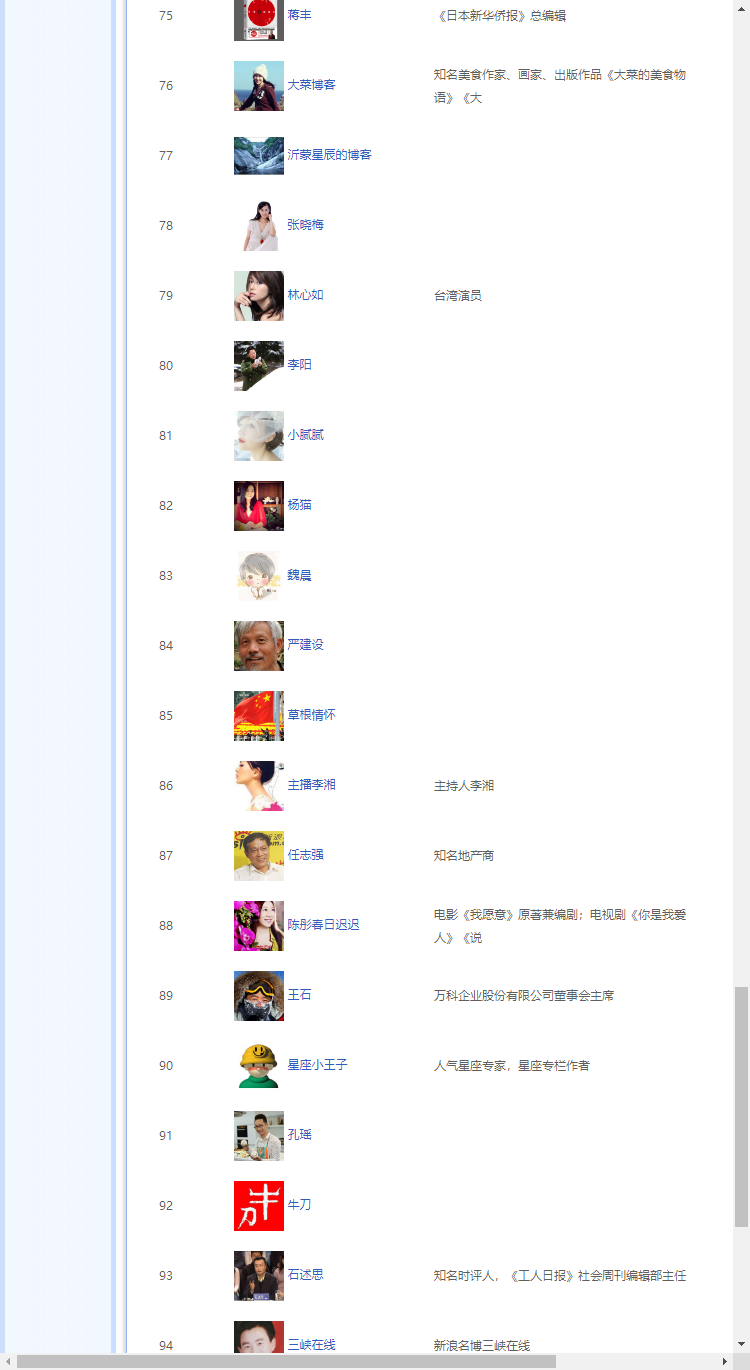 75 蒋丰 《日本新华侨报》总编辑
76 大菜博客 知名美食作家、画家、出版作品《大菜的美食物
语》《大
77 沂蒙星辰的博客
78 张晓梅
79 林心如 台湾演员
80 李阳
81 小腻腻
82 杨猫
83 魏晨
84 严建设
85 草根情怀
86 主播李湘 主持人李湘
87 任志强 知名地产商
88 陈彤春日迟迟 电影《我愿意》原著兼编剧；电视剧《你是我爱
人》《说
89 王石 万科企业股份有限公司董事会主席
90 星座小王子 人气星座专家，星座专栏作者
91 孔瑶
92 牛刀
牛刀
93 石述思 知名时评人，《工人日报》社会周刊编辑部主任
94 三峡在线 新浪名博三峡在线